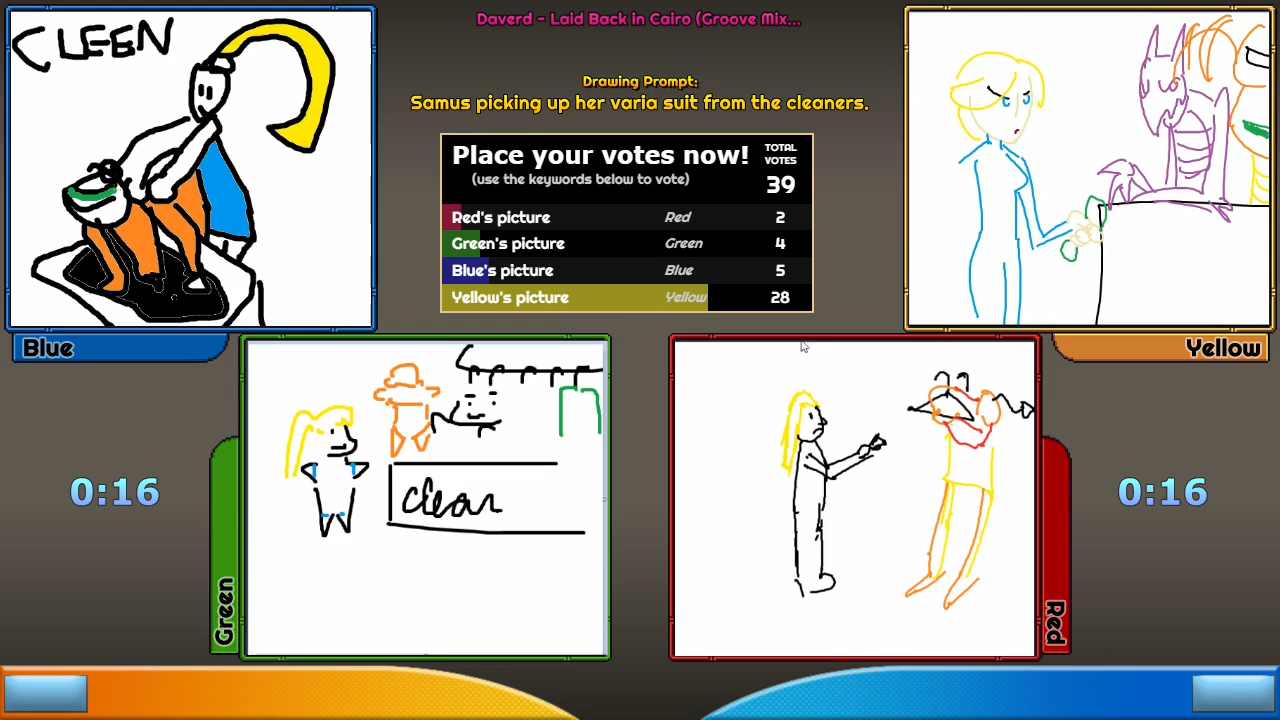 Daverd - Laid Back in Cairo (Groove Mix...
CLEEN
Drawing Prompt:
Samus picking up her varia suit from the cleaners.
Place your votes now!
(use the keywords below to vote)
TOTAL
VOTES
39
Red's picture Red 2
Green's picture Green 4
Blue's picture Blue 5
Yellow's picture Yellow 28
Blue
Yellow
clean
0:16
0:16
Green
Red